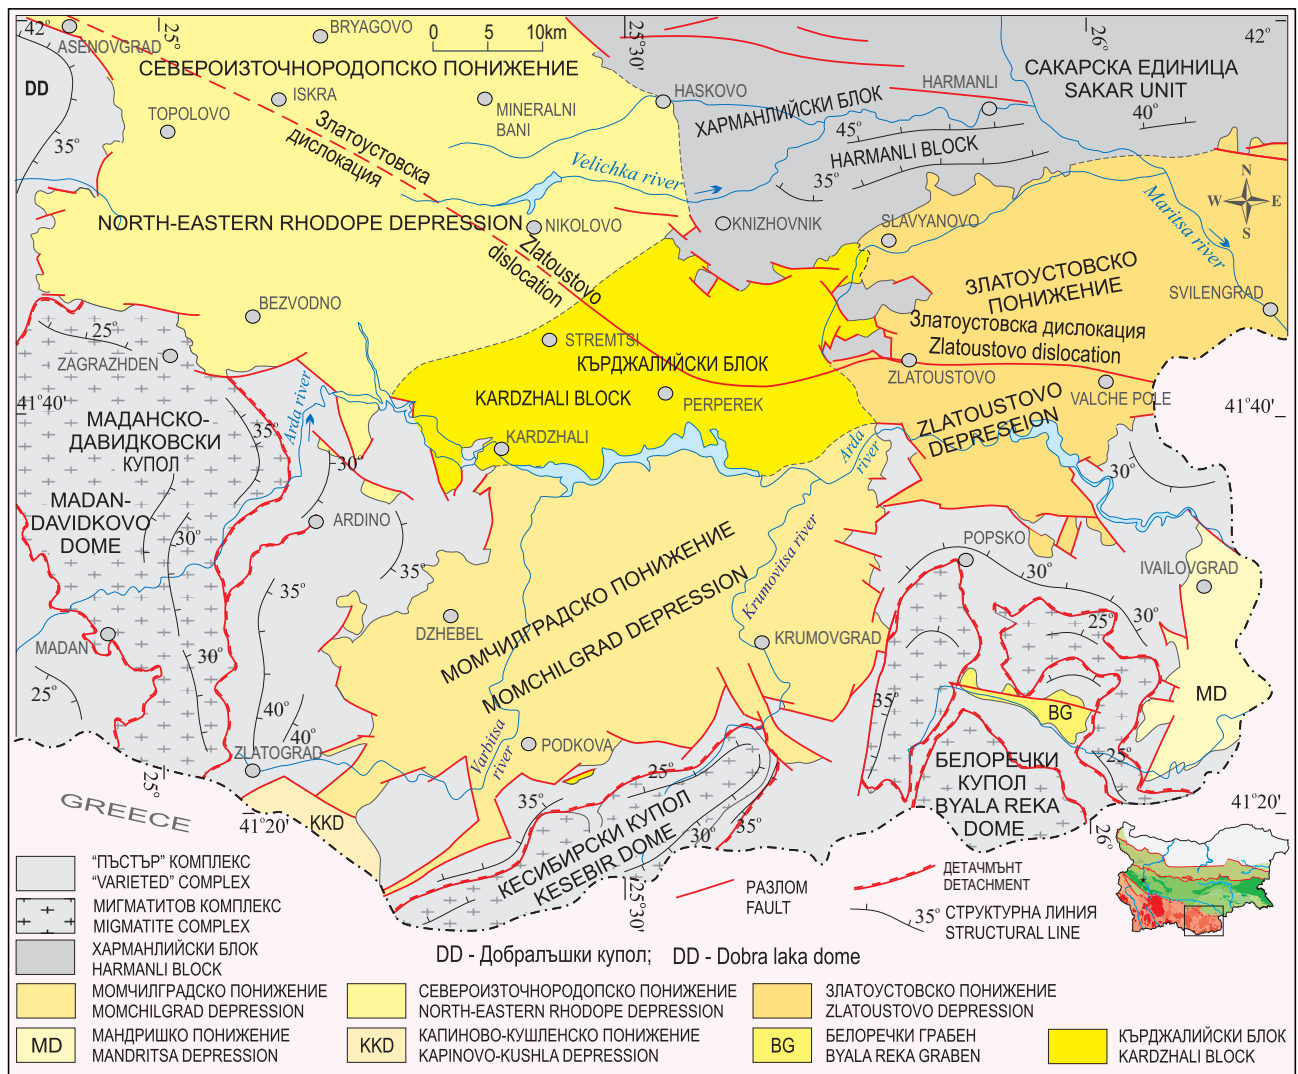 42°
25°
25°30'
26°
42°
ASENOVGRAD
BRYAGOVO
0 5 10km
СЕВЕРОИЗТОЧНОРОДОПСКО ПОНИЖЕНИЕ
САКАРСКА ЕДИНИЦА
SAKAR UNIT
40°
DD
ISKRA
MINERALNI
BANI
HASKOVO
HARMANLI
ХАРМАНЛИЙСКИ БЛОК
45°
HARMANLI BLOCK
35°
TOPOLOVO
35°
Златоустовска
дислокация
Velichka river
N
W E
S
Maritsa river
NORTH-EASTERN RHODOPE DEPRESSION
NIKOLOVO
KNIZHOVNIK
SLAVYANOVO
Zlatoustovo
dislocation
ЗЛАТОУСТОВСКО
ПОНИЖЕНИЕ
SVILENGRAD
BEZVODNO
Златоустовска дислокация
Zlatoustovo dislocation
25°
ZAGRAZHDEN
STREMTSI
КЪРДЖАЛИЙСКИ БЛОК
ZLATOUSTOVO
VALCHE POLE
41°40'
KARDZHALI BLOCK
PERPEREK
41°40'
МАДАНСКО-
ДАВИДКОВСКИ
КУПОЛ
35°
Arda river
KARDZHALI
Arda
river
ZLATOUSTOVO
DEPRESEION
30°
30°
MADAN-
DAVIDKOVO
DOME
30°
ARDINO
35°
35°
МОМЧИЛГРАДСКО ПОНИЖЕНИЕ
MOMCHILGRAD DEPRESSION
Krumovitsa river
POPSKO
30°
IVAILOVGRAD
25°
30°
MADAN
30°
DZHEBEL
KRUMOVGRAD
25°
40°
40°
ZLATOGRAD
Varbitsa
river
PODKOVA
35°
BG
MD
25°
25°
GREECE
41°20'
KKD
35°
25°
30°
35°
КЕСИБИРСКИ КУПОЛ
KESEBIR DOME
БЕЛОРЕЧКИ
КУПОЛ
BYALA REKA
DOME
41°20'
26°
25°30'
“ПЪСТЪР” КОМПЛЕКС
“VARIETED” COMPLEX
МИГМАТИТОВ КОМПЛЕКС
MIGMATITE COMPLEX
ХАРМАНЛИЙСКИ БЛОК
HARMANLI BLOCK
РАЗЛОМ
FAULT
ДЕТАЧМЪНТ
DETACHMENT
35°
СТРУКТУРНА ЛИНИЯ
STRUCTURAL LINE
DD - Добралъшки купол; DD - Dobra laka dome
МОМЧИЛГРАДСКО ПОНИЖЕНИЕ
MOMCHILGRAD DEPRESSION
СЕВЕРОИЗТОЧНОРОДОПСКО ПОНИЖЕНИЕ
NORTH-EASTERN RHODOPE DEPRESSION
ЗЛАТОУСТОВСКО ПОНИЖЕНИЕ
ZLATOUSTOVO DEPRESSION
MD
МАНДРИШКО ПОНИЖЕНИЕ
MANDRITSA DEPRESSION
KKD
КАПИНОВО-КУШЛЕНСКО ПОНИЖЕНИЕ
KAPINOVO-KUSHLA DEPRESSION
BG
БЕЛОРЕЧКИ ГРАБЕН
BYALA REKA GRABEN
КЪРДЖАЛИЙСКИ БЛОК
KARDZHALI BLOCK